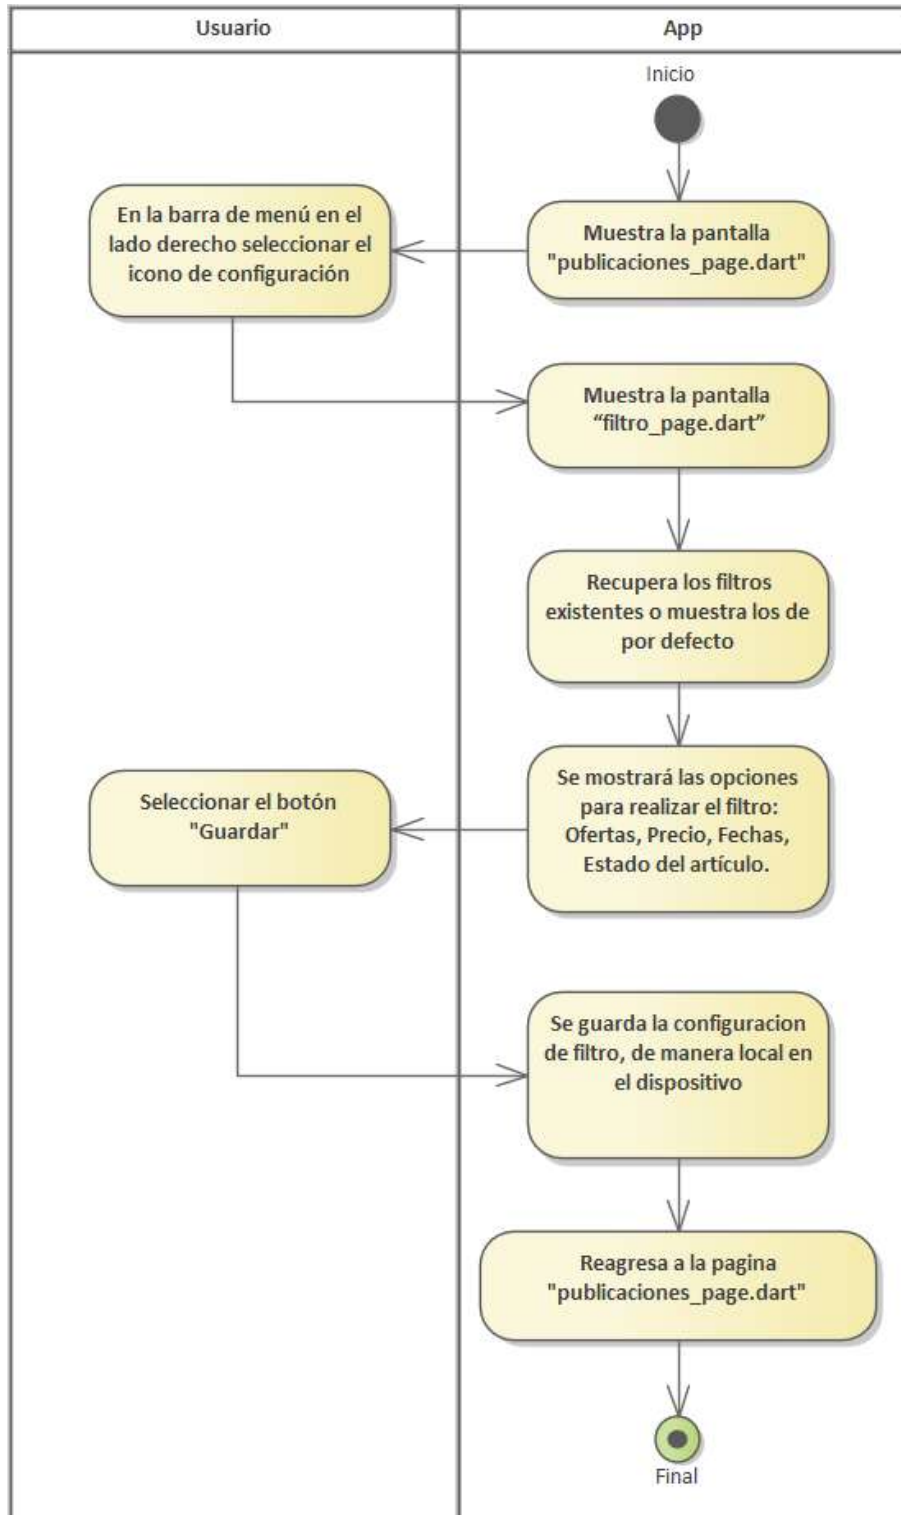 Usuario
App
Inicio
Muestra la pantalla
"publicaciones_page.dart"
En la barra de menú en el
lado derecho seleccionar el
icono de configuración
Muestra la pantalla
“filtro_page.dart”
Recupera los filtros
existentes o muestra los de
por defecto
Se mostrará las opciones
para realizar el filtro:
Ofertas, Precio, Fechas,
Estado del artículo.
Seleccionar el botón
"Guardar"
Se guarda la configuracion
de filtro, de manera local en
el dispositivo
Reagresa a la pagina
"publicaciones_page.dart"
Final